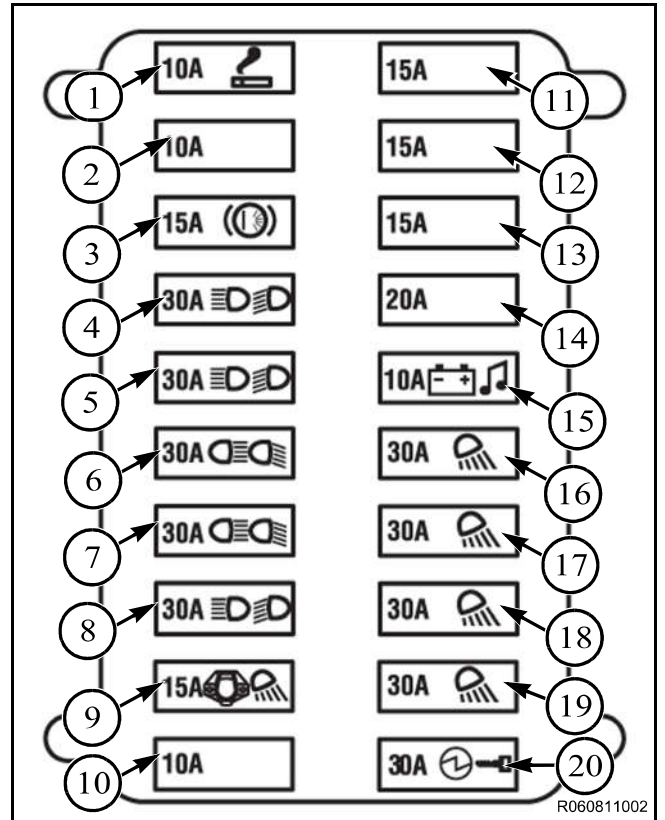 1 10A
2 10A
3 15A
4 30A
5 30A
6 30A
7 30A
8 30A
9 15A
10 10A
15A 11
15A 12
15A 13
20A 14
10A - + 15
30A 16
30A 17
30A 18
30A 19
30A 20
R060811002